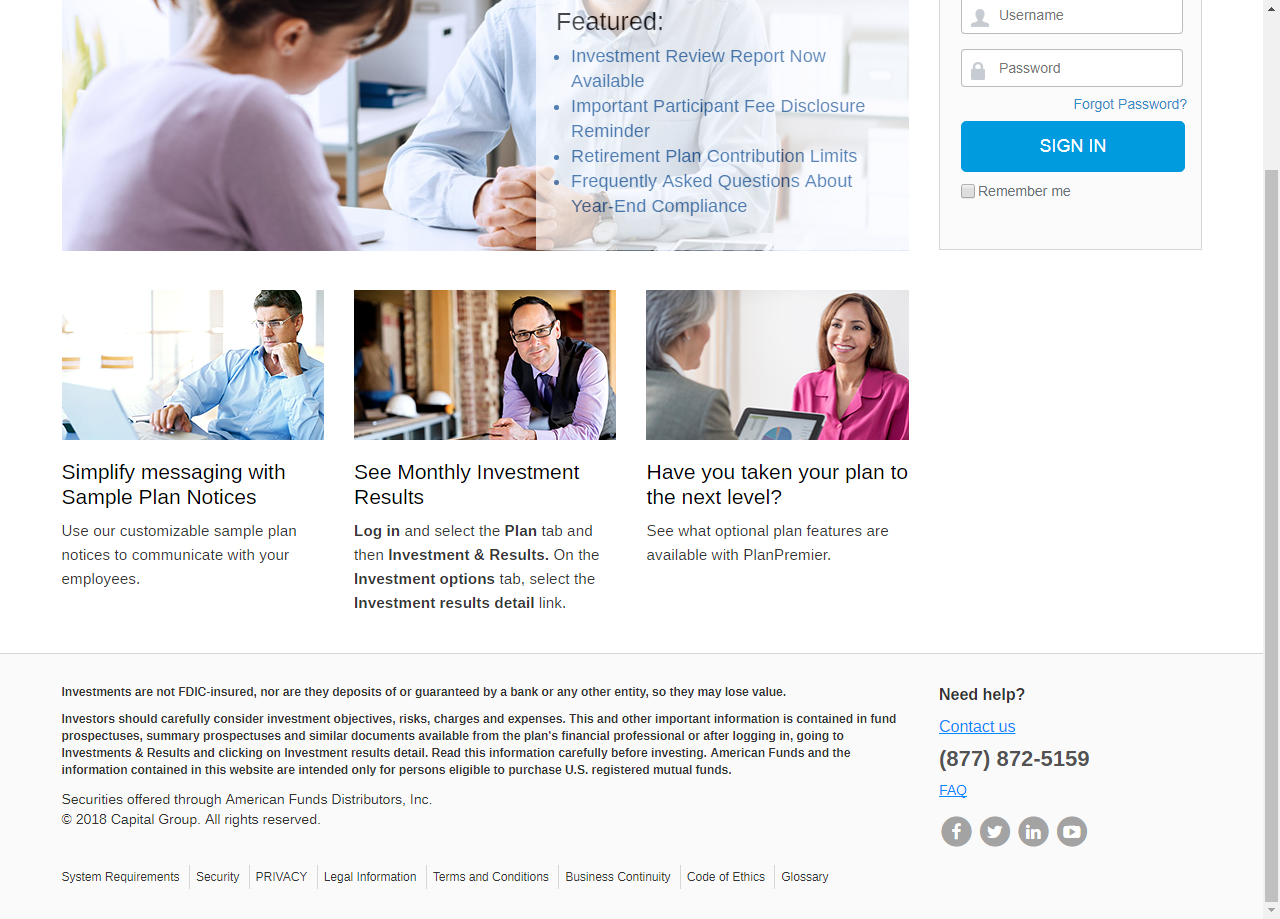 Featured:
Investment Review Report Now
Available
Important Participant Fee Disclosure
Reminder
Retirement Plan Contribution Limits
Frequently Asked Questions About
Year-End Compliance
Username
Password
Forgot Password?
SIGN IN
Remember me
Simplify messaging with
Sample Plan Notices
Use our customizable sample plan
notices to communicate with your
employees.
See Monthly Investment
Results
Log in and select the Plan tab and
then Investment & Results. On the
Investment options tab, select the
Investment results detail link.
Have you taken your plan to
the next level?
See what optional plan features are
available with PlanPremier.
Investments are not FDIC-insured, nor are they deposits of or guaranteed by a bank or any other entity, so they may lose value.
Investors should carefully consider investment objectives, risks, charges and expenses. This and other important information is contained in fund
prospectuses, summary prospectuses and similar documents available from the plan's financial professional or after logging in, going to
Investments & Results and clicking on Investment results detail. Read this information carefully before investing. American Funds and the
information contained in this website are intended only for persons eligible to purchase U.S. registered mutual funds.
Securities offered through American Funds Distributors, Inc.
© 2018 Capital Group. All rights reserved.
Need help?
Contact us
(877) 872-5159
FAQ
System Requirements
Security
PRIVACY
Legal Information
Terms and Conditions
Business Continuity
Code of Ethics
Glossary